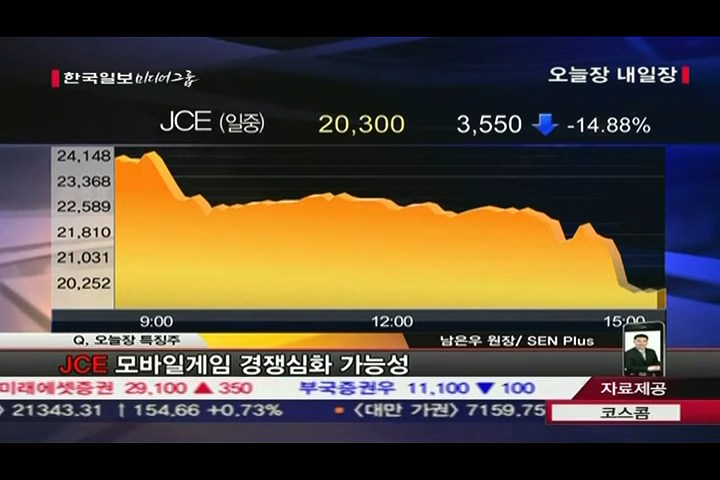 한국일보 미디어그룹
오늘장 내일장
JCE (일중) 20,300 3,550 -14.88%
24,148
23,368
22,589
21,810
21,031
20,252
9:00 12:00 15:00
Q, 오늘장 특징주
남은우 원장/ SEN Plus
JCE 모바일게임 경쟁심화 가능성
미래에셋증권 29,100 ▲ 350 부국증권우 11,100 ▼ 100
자료제공
> 21343.31 | 154.66 +0.73% <대만 가권> 7159.75
코스콤